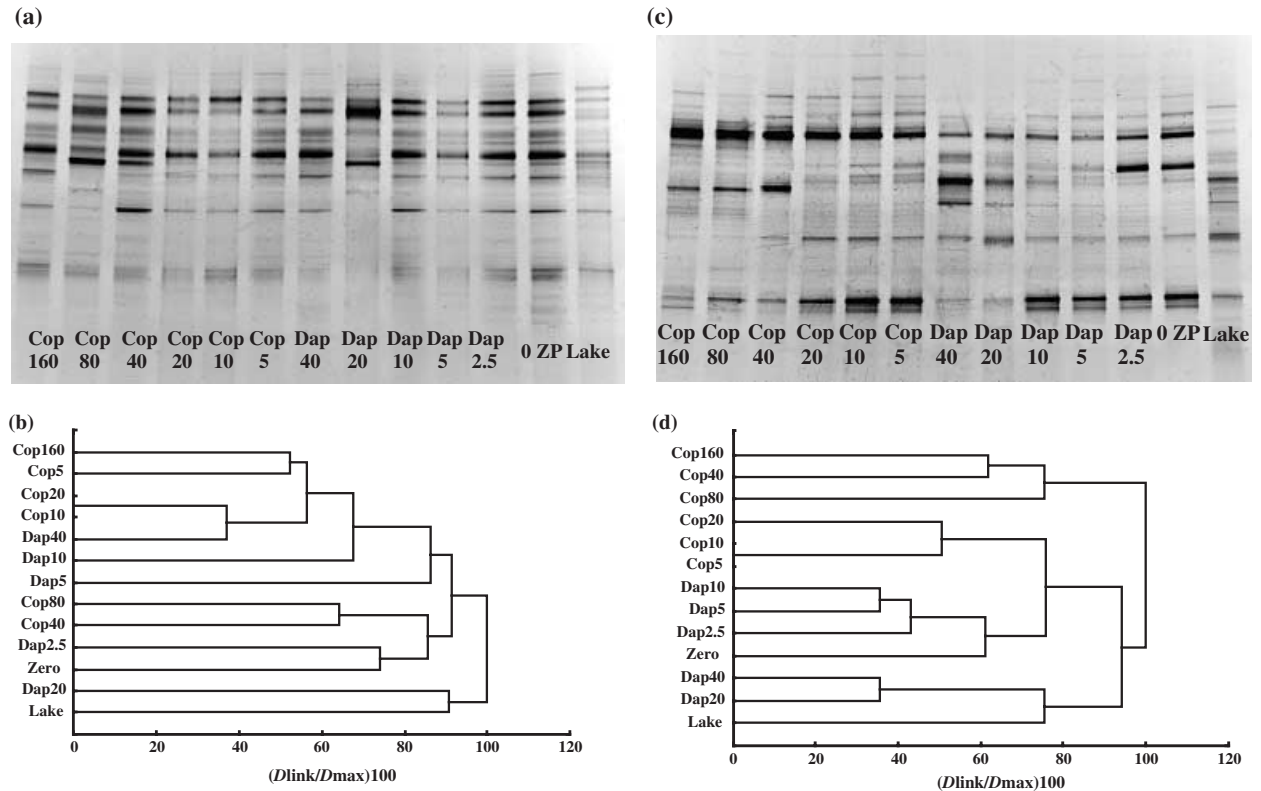 (a)
Cop Cop Cop Cop Cop Cop Dap Dap Dap Dap Dap
160 80 40 20 10 5 40 20 10 5 2.5 0 ZP Lake
(b)
Cop160
Cop5
Cop20
Cop10
Dap40
Dap10
Dap5
Cop80
Cop40
Dap2.5
Zero
Dap20
Lake
0 20 40 60 80 100 120
(Dlink/Dmax)100
(c)
Cop Cop Cop Cop Cop Cop Dap Dap Dap Dap Dap 0 ZP Lake
160 80 40 20 10 5 40 20 10 5 2.5
(d)
Cop160
Cop40
Cop80
Cop20
Cop10
Cop5
Dap10
Dap5
Dap2.5
Zero
Dap40
Dap20
Lake
0 20 40 60 80 100 120
(Dlink/Dmax)100